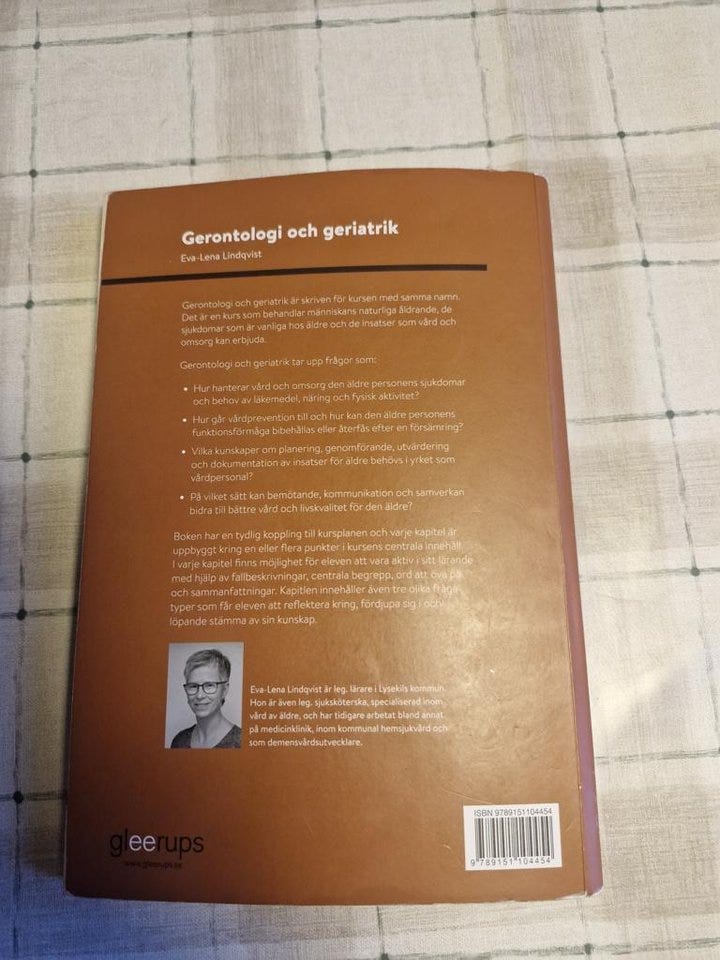 Gerontologi och geriatrik
Eva-Lena Lindqvist
Gerontologi och geriatrik är skriven för kursen med samma namn.
Det är en kurs som behandlar människans naturliga åldrande, de
sjukdomar som är vanliga hos äldre och de insatser som vård och
omsorg kan erbjuda.
Gerontologi och geriatrik tar upp frågor som:
• Hur hanterar vård och omsorg den äldre personens sjukdomar
och behov av läkemedel, näring och fysisk aktivitet?
• Hur går vårdprevention till och hur kan den äldre personens
funktionsförmåga bibehållas eller återfås efter en försämring?
• Vilka kunskaper om planering, genomförande, utvärdering
och dokumentation av insatser för äldre behövs i yrket som
vårdpersonal?
• På vilket sätt kan bemötande, kommunikation och samverkan
bidra till bättre vård och livskvalitet för den äldre?
Boken har en tydlig koppling till kursplanen och varje kapitel är
uppbyggt kring en eller flera punkter i kursens centrala innehåll.
I varje kapitel finns möjlighet för eleven att vara aktiv i sitt lärande
med hjälp av fallbeskrivningar, centrala begrepp, ord att öva på
och sammanfattningar. Kapitlen innehåller även tre olika fråge-
typer som får eleven att reflektera kring, fördjupa sig i och
löpande stämma av sin kunskap.
Eva-Lena Lindqvist är leg. lärare i Lysekils kommun.
Hon är även leg. sjuksköterska, specialiserad inom
vård av äldre, och har tidigare arbetat bland annat
på medicinklinik, inom kommunal hemsjukvård och
som demensvårdsutvecklare.
gleerups
www.gleerups.se
ISBN 9789151104454
9 789151 104454